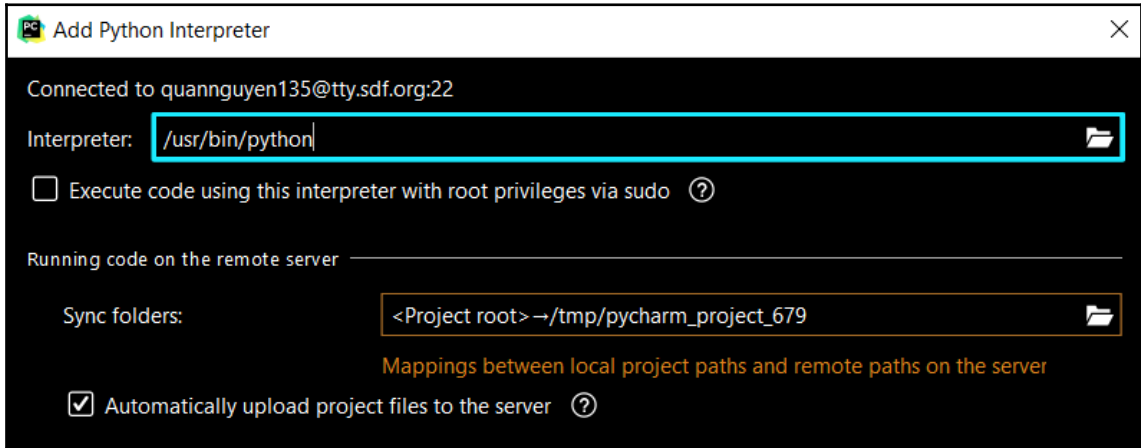 PC Add Python Interpreter
Connected to quannguyen135@tty.sdf.org:22
Interpreter: /usr/bin/python
Execute code using this interpreter with root privileges via sudo ?
Running code on the remote server
Sync folders: <Project root>→/tmp/pycharm_project_679
Mappings between local project paths and remote paths on the server
Automatically upload project files to the server ?